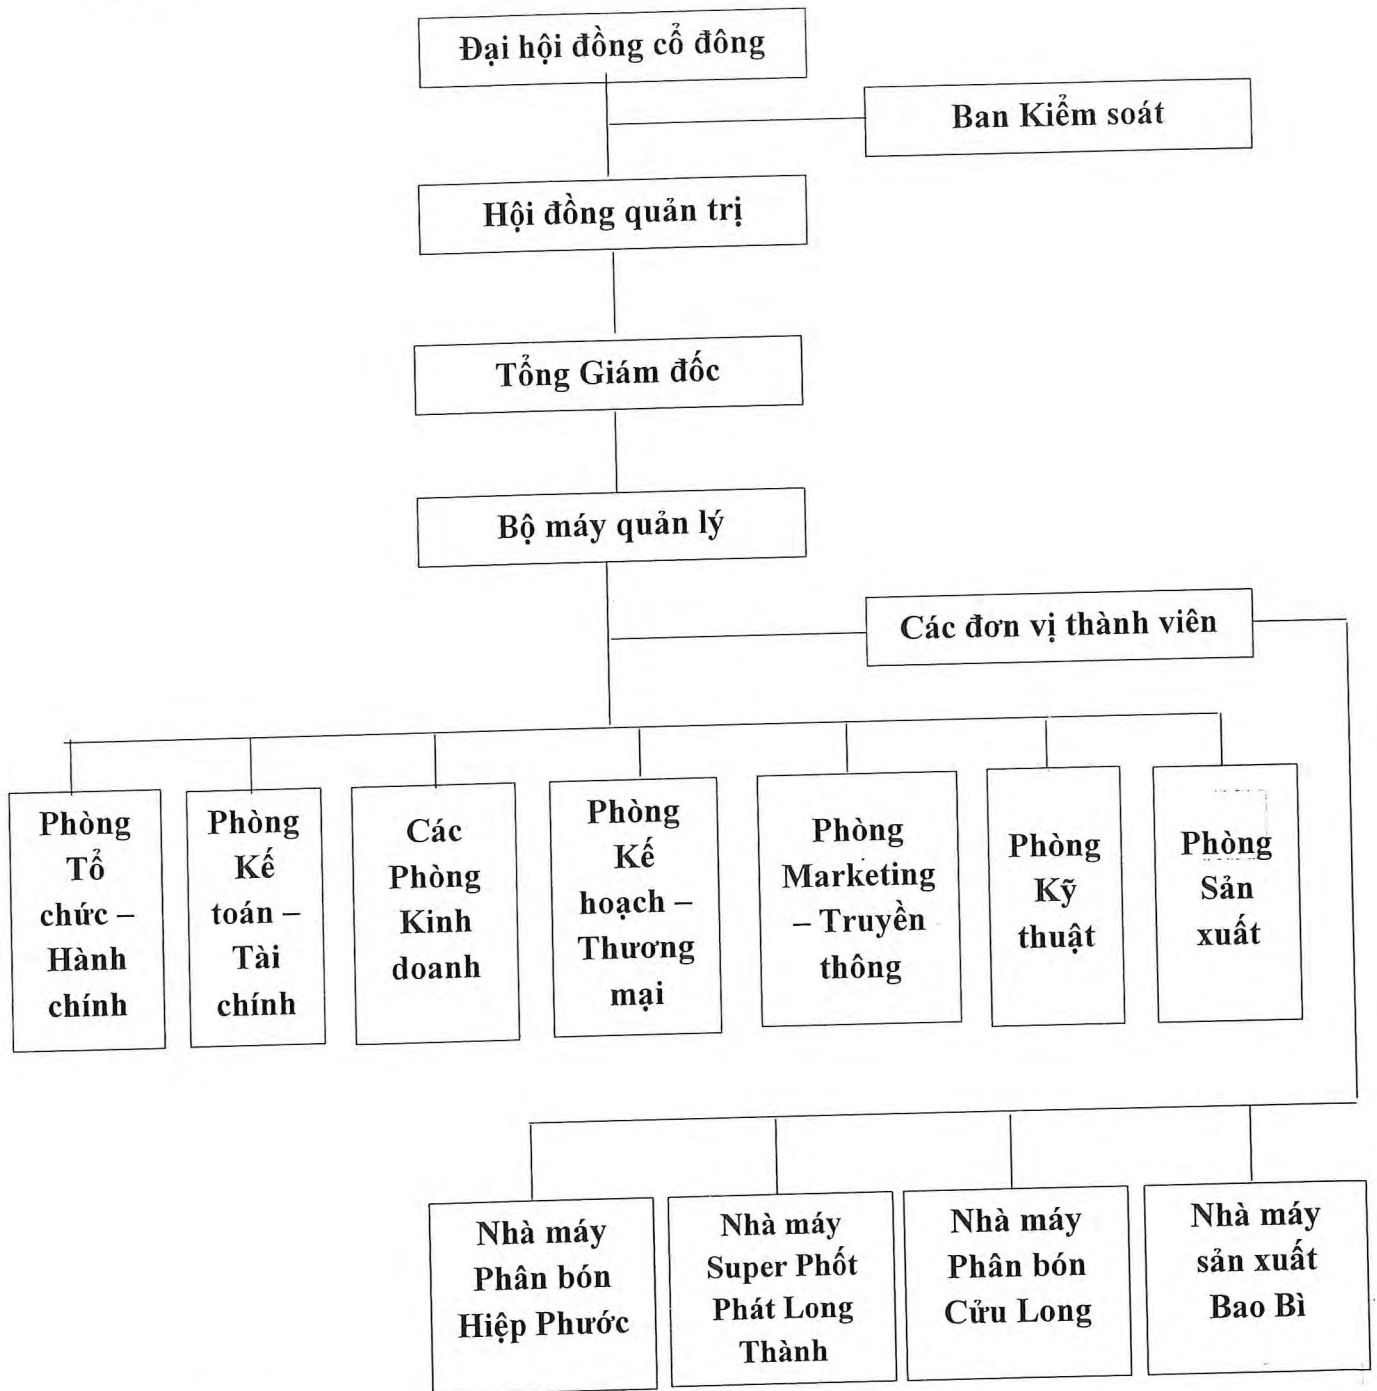 Đại hội đồng cổ đông
Ban Kiểm soát
Hội đồng quản trị
Tổng Giám đốc
Bộ máy quản lý
Các đơn vị thành viên
Phòng
Tổ
chức –
Hành
chính
Phòng
Kế
toán –
Tài
chính
Các
Phòng
Kinh
doanh
Phòng
Kế
hoạch –
Thương
mại
Phòng
Marketing
– Truyền
thông
Phòng
Kỹ
thuật
Phòng
Sản
xuất
Nhà máy
Phân bón
Hiệp Phước
Nhà máy
Super Phốt
Phát Long
Thành
Nhà máy
Phân bón
Cửu Long
Nhà máy
sản xuất
Bao Bì